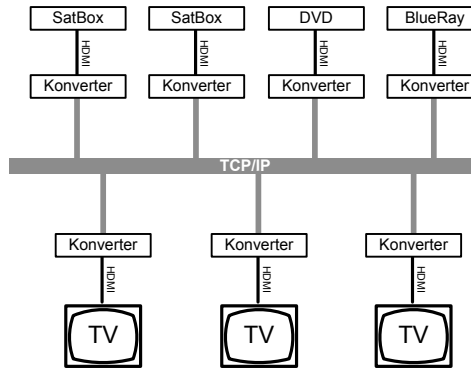 SatBox SatBox DVD BlueRay
HDMI HDMI HDMI HDMI
Konverter Konverter Konverter Konverter
TCP/IP
Konverter Konverter Konverter
HDMI HDMI HDMI
TV TV TV